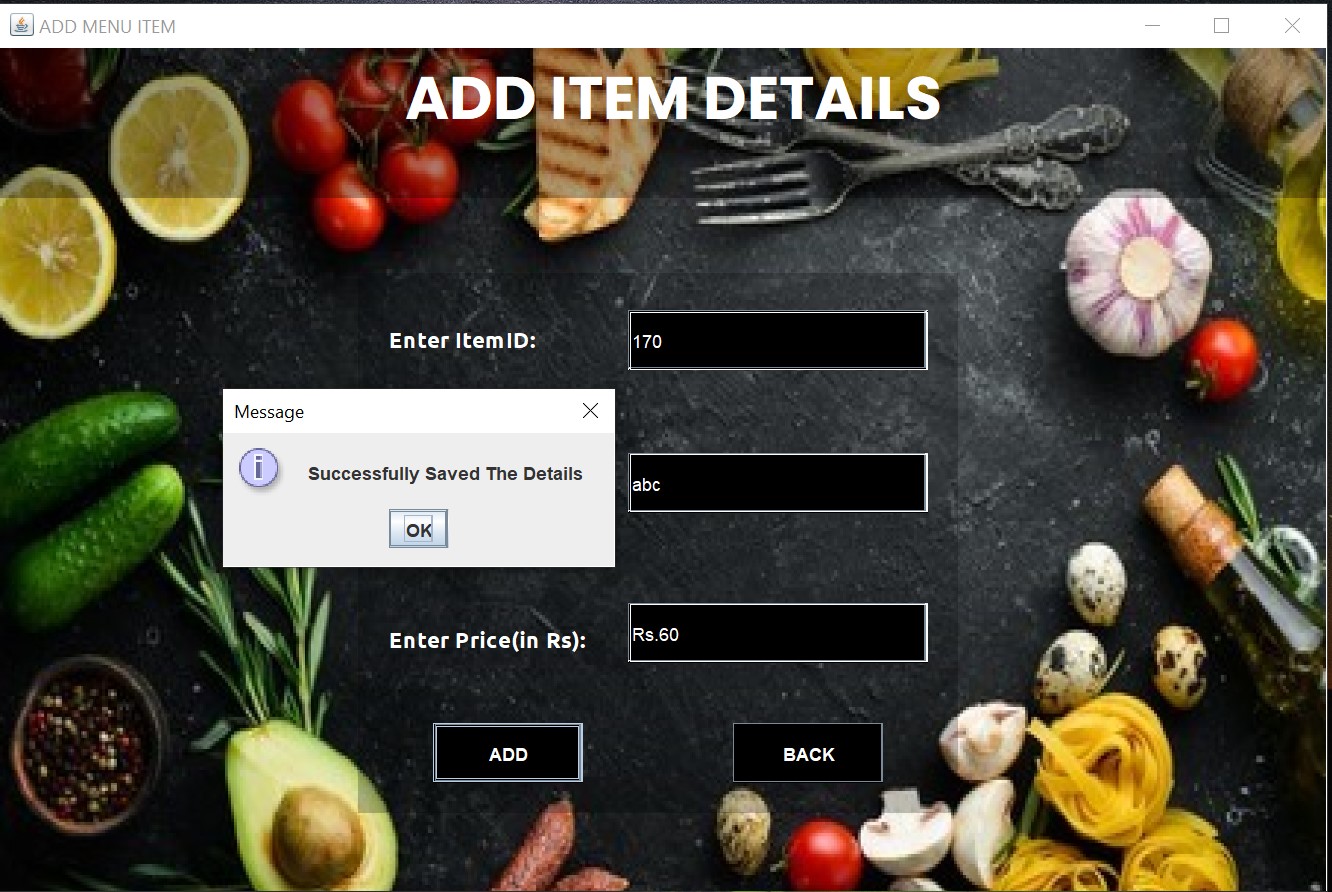 ADD MENU ITEM
ADD ITEM DETAILS
Enter ItemID:
170
Message
Successfully Saved The Details
OK
abc
Enter Price(in Rs):
Rs.60
ADD
BACK